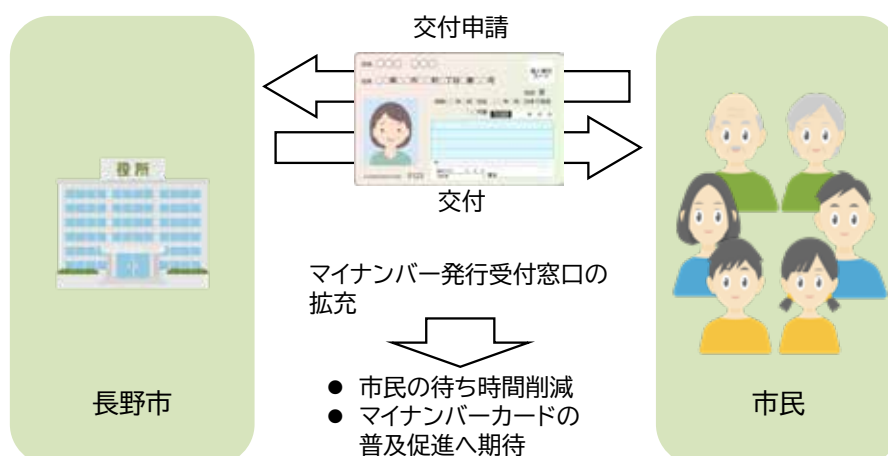 交付申請
役所
交付
マイナンバー発行受付窓口の
拡充
● 市民の待ち時間削減
● マイナンバーカードの
普及促進へ期待
長野市
市民